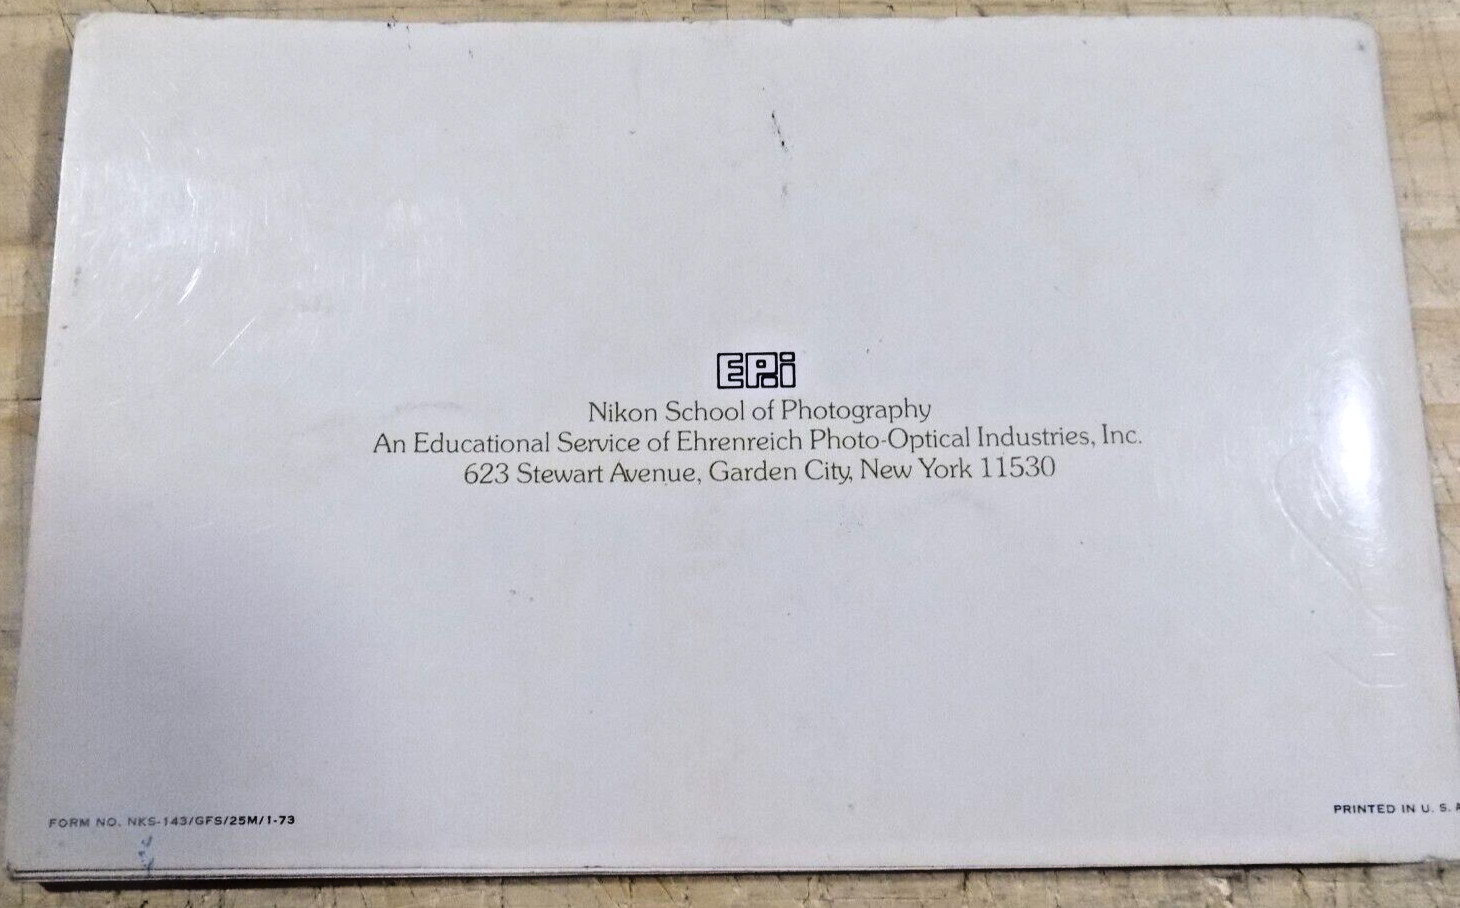 EPOi
Nikon School of Photography
An Educational Service of Ehrenreich Photo-Optical Industries, Inc.
623 Stewart Avenue, Garden City, New York 11530
FORM NO. NKS-143/GFS/25M/1-73
PRINTED IN U. S. A